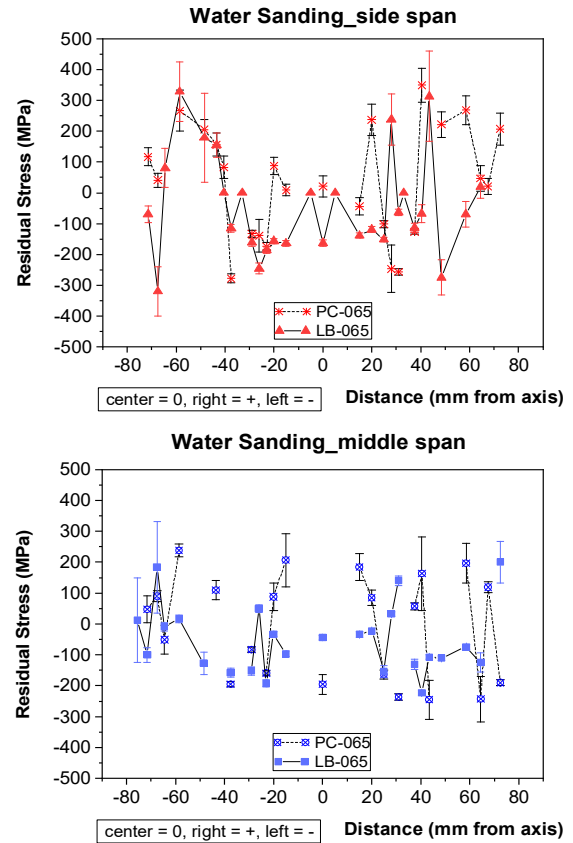 Water Sanding_side span
500
400
300
200
100
0
-100
-200
-300
-400
-500
Residual Stress (MPa)
PC-065
LB-065
-80 -60 -40 -20 0 20 40 60 80
center = 0, right = +, left = -
Distance (mm from axis)
Water Sanding_middle span
500
400
300
200
100
0
-100
-200
-300
-400
-500
Residual Stress (MPa)
PC-065
LB-065
-80 -60 -40 -20 0 20 40 60 80
center = 0, right = +, left = -
Distance (mm from axis)